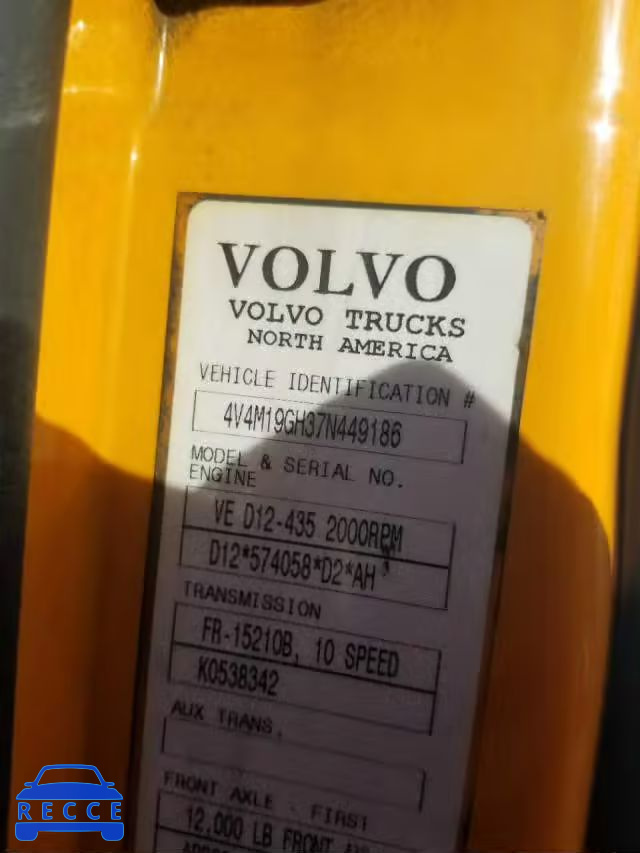 VOLVO
VOLVO TRUCKS
NORTH AMERICA
VEHICLE IDENTIFICATION #
4V4M19GH37N449186
MODEL & SERIAL NO.
ENGINE
VE D12-435 2000RPM
D12*574058*D2*AH
TRANSMISSION
FR-15210B, 10 SPEED
K0538342
AUX TRANS.
FRONT AXLE - FIRST
12,000 LB FRONT
RECCE